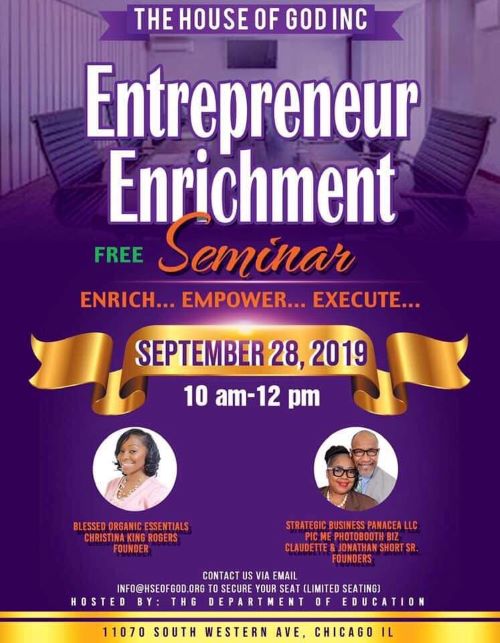 THE HOUSE OF GOD INC
Entrepreneur
Enrichment
FREE Seminar
ENRICH... EMPOWER... EXECUTE...
SEPTEMBER 28, 2019
10 am-12 pm
BLESSED ORGANIC ESSENTIALS
CHRISTINA KING ROGERS
FOUNDER
STRATEGIC BUSINESS PANACEA LLC
PIC ME PHOTOBOOTH BIZ
CLAUDETTE & JONATHAN SHORT SR.
FOUNDERS
CONTACT US VIA EMAIL
INFO@HSEOFGOD.ORG TO SECURE YOUR SEAT (LIMITED SEATING)
HOSTED BY: THG DEPARTMENT OF EDUCATION
11070 SOUTH WESTERN AVE, CHICAGO IL